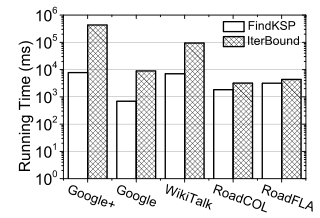 Running Time (ms)
10^6
10^5
10^4
10^3
10^2
10^1
10^0
FindKSP
IterBound
Google+
Google
WikiTalk
RoadCOL
RoadFLA